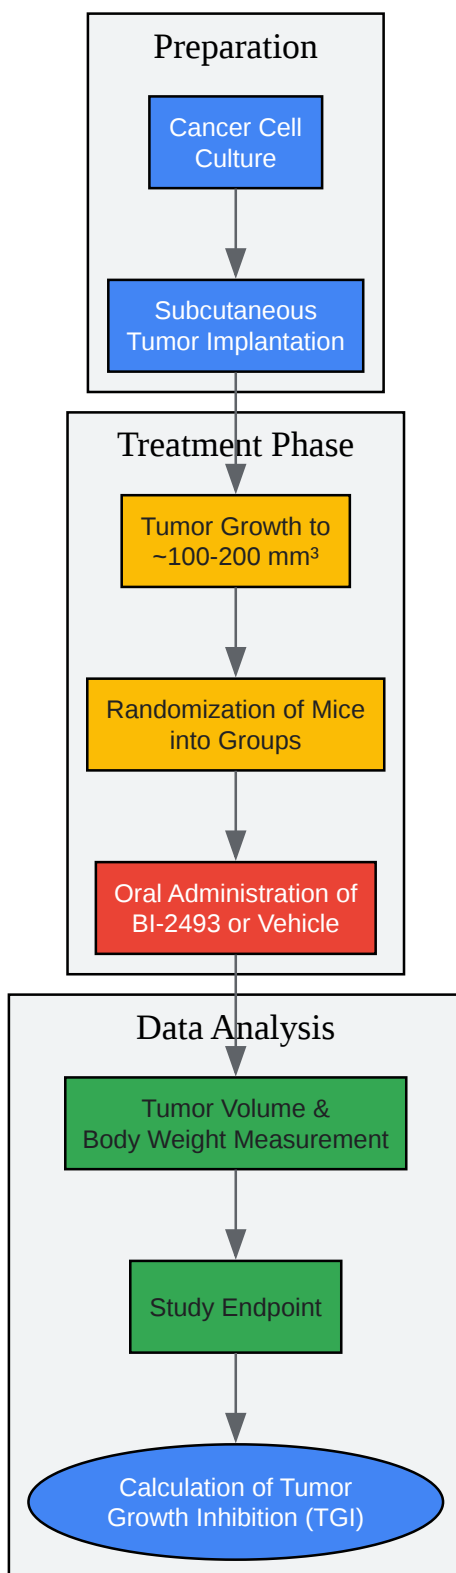 Preparation
Cancer Cell
Culture
Subcutaneous
Tumor Implantation
Treatment Phase
Tumor Growth to
~100-200 mm³
Randomization of Mice
into Groups
Oral Administration of
BI-2493 or Vehicle
Data Analysis
Tumor Volume &
Body Weight Measurement
Study Endpoint
Calculation of Tumor
Growth Inhibition (TGI)